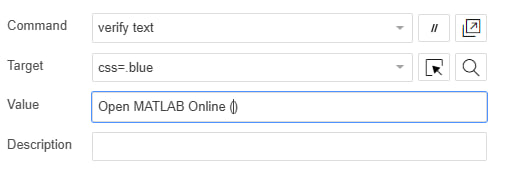 Command verify text //
Target css=.blue
Value Open MATLAB Online ()
Description